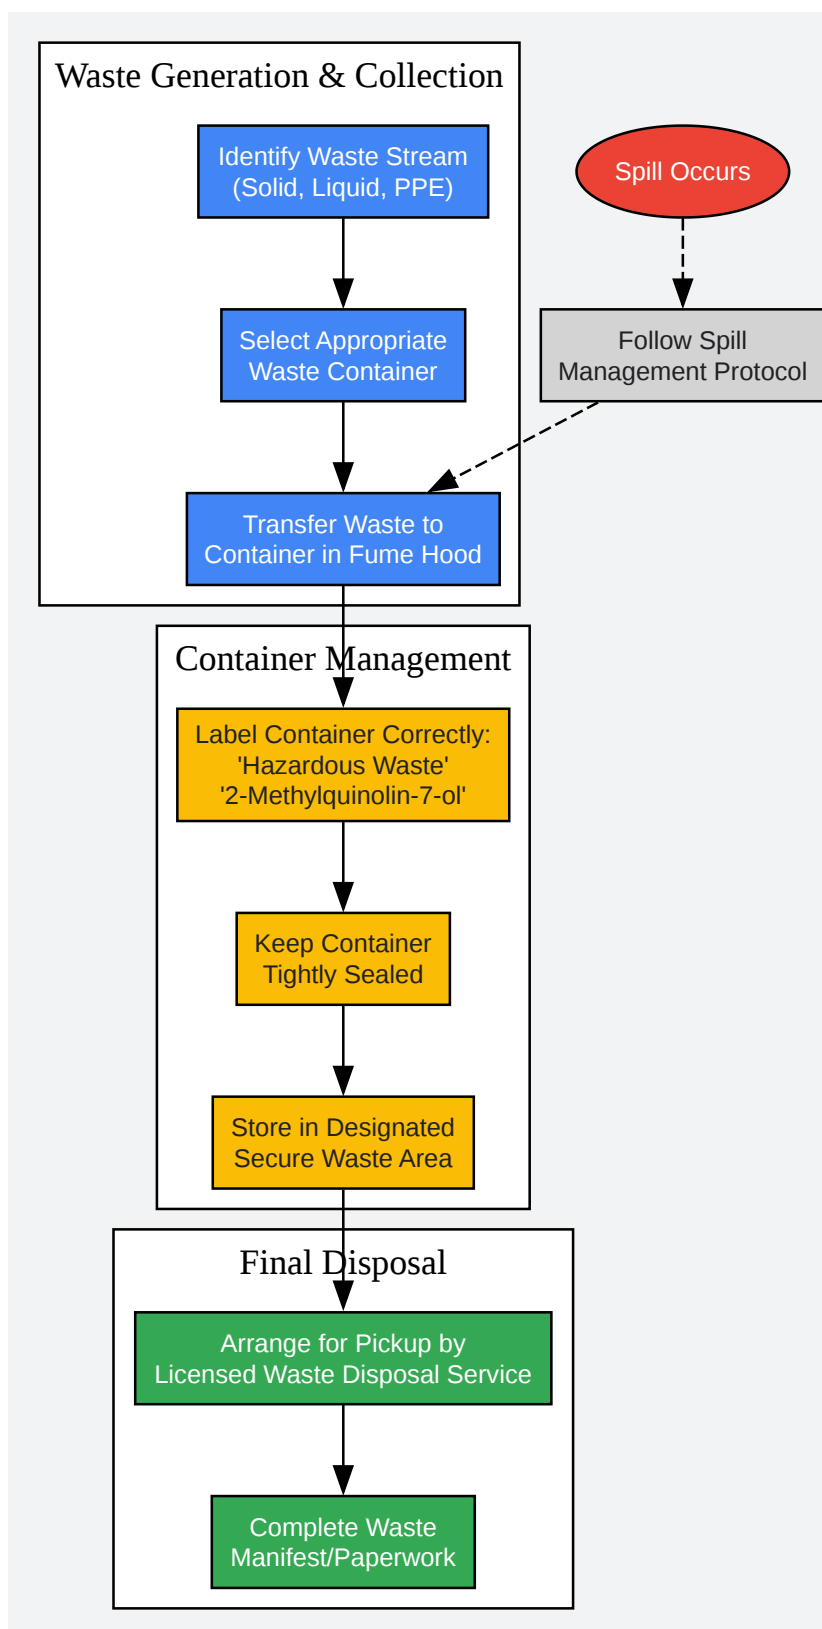 Waste Generation & Collection
Identify Waste Stream
(Solid, Liquid, PPE)
Spill Occurs
Select Appropriate
Waste Container
Follow Spill
Management Protocol
Transfer Waste to
Container in Fume Hood
Container Management
Label Container Correctly:
'Hazardous Waste'
'2-Methylquinolin-7-ol'
Keep Container
Tightly Sealed
Store in Designated
Secure Waste Area
Final Disposal
Arrange for Pickup by
Licensed Waste Disposal Service
Complete Waste
Manifest/Paperwork